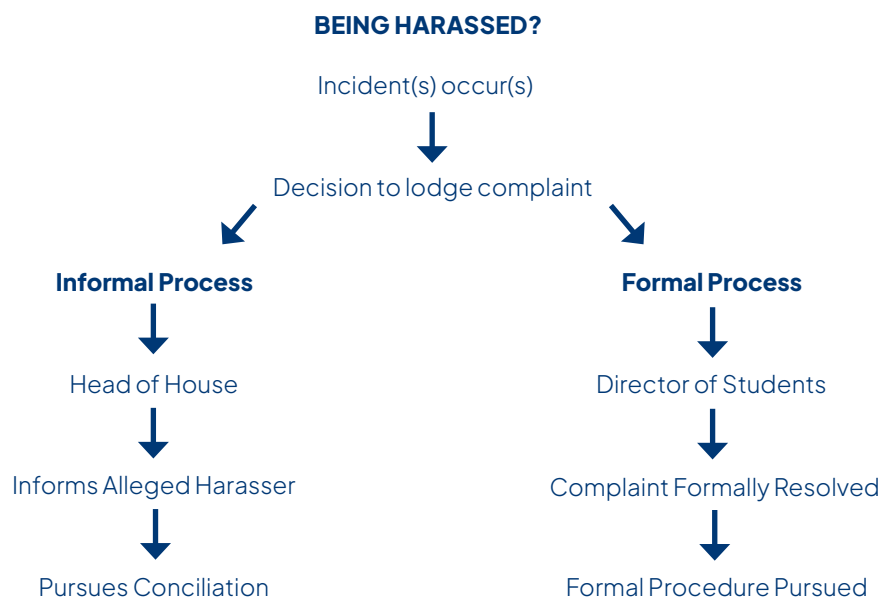 BEING HARASSED?
Incident(s) occur(s)
Decision to lodge complaint
Informal Process
Formal Process
Head of House
Director of Students
Informs Alleged Harasser
Complaint Formally Resolved
Pursues Conciliation
Formal Procedure Pursued